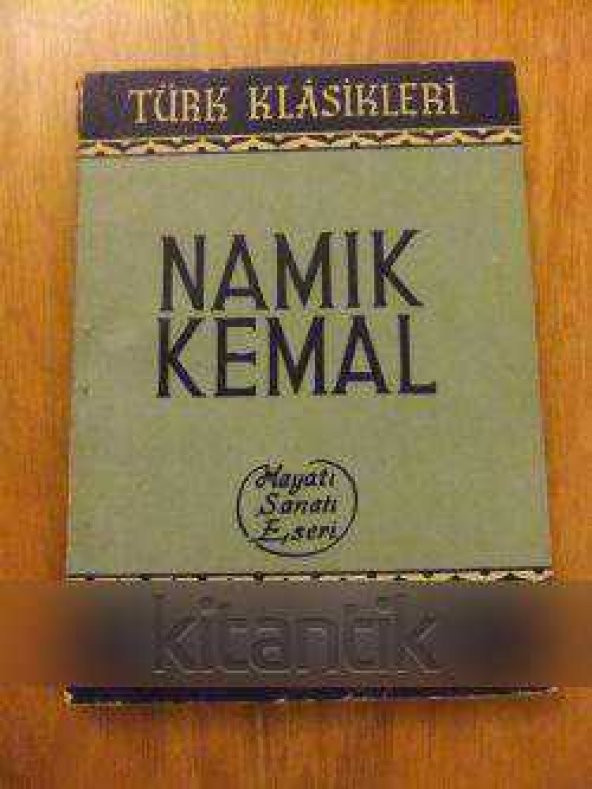 TÜRK KLÂSİKLERİ
NAMIK
KEMAL
Hayatı
Sanatı
Eseri
kitantik